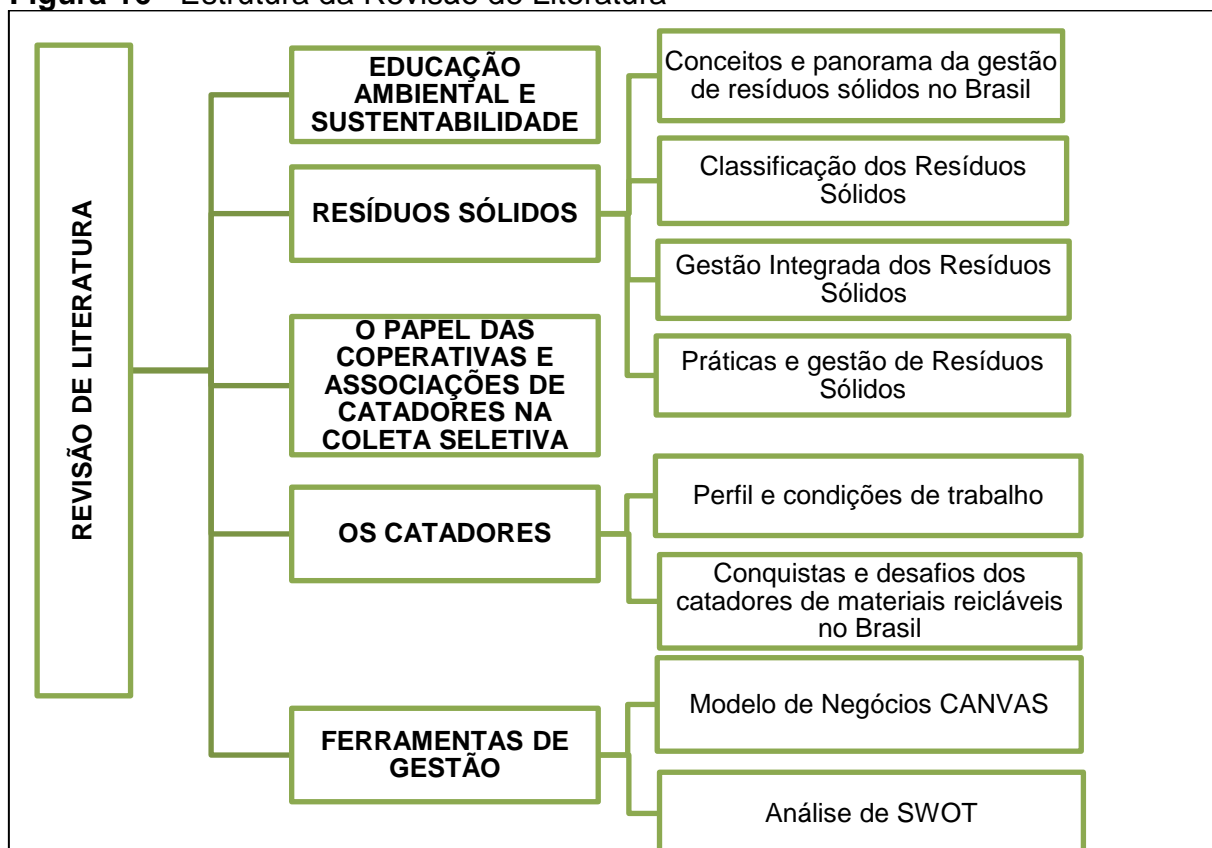 Figura 10 - Estrutura da Revisão de Literatura
REVISÃO DE LITERATURA
EDUCAÇÃO
AMBIENTAL E
SUSTENTABILIDADE
RESÍDUOS SÓLIDOS
Conceitos e panorama da gestão
de resíduos sólidos no Brasil
Classificação dos Resíduos
Sólidos
Gestão Integrada dos Resíduos
Sólidos
Práticas e gestão de Resíduos
Sólidos
O PAPEL DAS
COPERATIVAS E
ASSOCIAÇÕES DE
CATADORES NA
COLETA SELETIVA
OS CATADORES
Perfil e condições de trabalho
Conquistas e desafios dos
catadores de materiais reicláveis
no Brasil
FERRAMENTAS DE
GESTÃO
Modelo de Negócios CANVAS
Análise de SWOT